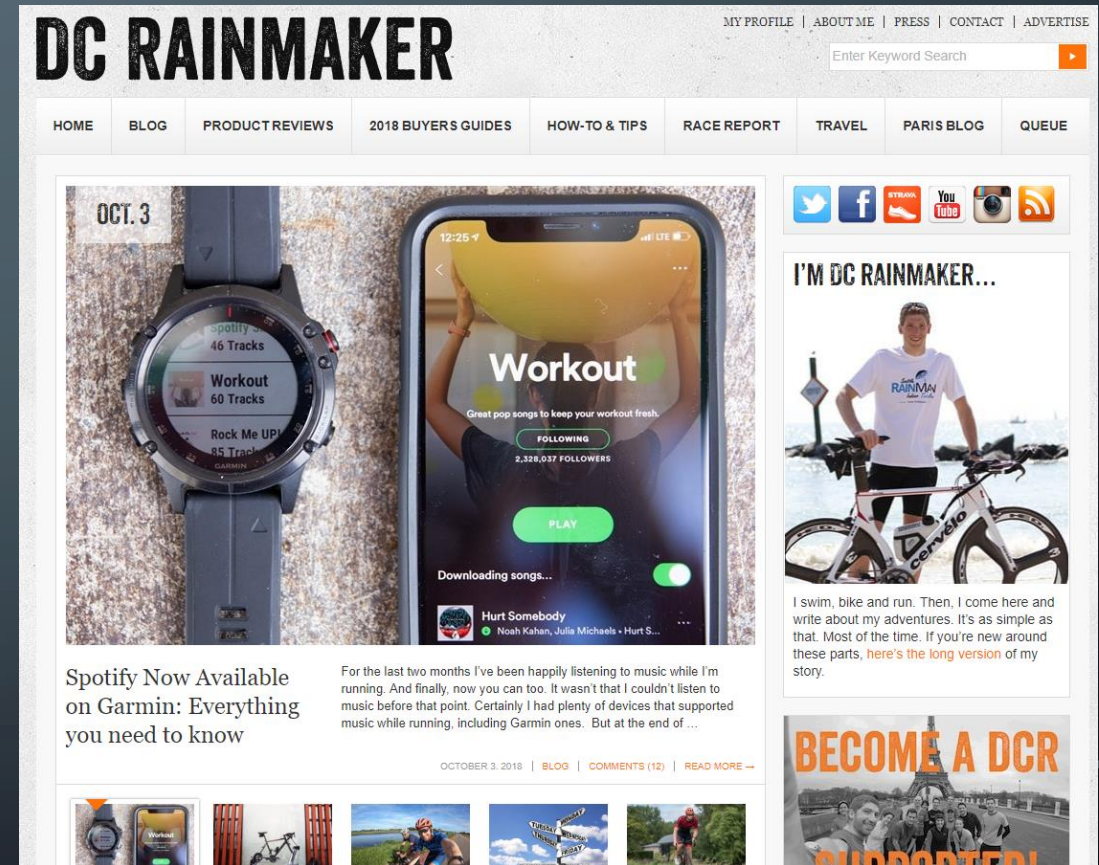 DC RAINMAKER
MY PROFILE | ABOUT ME | PRESS | CONTACT | ADVERTISE
Enter Keyword Search
HOME
BLOG
PRODUCT REVIEWS
2018 BUYERS GUIDES
HOW-TO & TIPS
RACE REPORT
TRAVEL
PARIS BLOG
QUEUE
OCT. 3
Spotify
46 Tracks
Workout
60 Tracks
Rock Me UP!
85 Tracks
GARMIN
12:25
LTE
Workout
Great pop songs to keep your workout fresh.
FOLLOWING
2,328,037 FOLLOWERS
PLAY
Downloading songs...
Hurt Somebody
Noah Kahan, Julia Michaels • Hurt S...
Spotify Now Available
on Garmin: Everything
you need to know
For the last two months I've been happily listening to music while I'm
running. And finally, now you can too. It wasn't that I couldn't listen to
music before that point. Certainly I had plenty of devices that supported
music while running, including Garmin ones.  But at the end of …
OCTOBER 3, 2018 | BLOG | COMMENTS (12) | READ MORE →
STRAVA
You
Tube
I'M DC RAINMAKER...
RAINMA
cervélo
I swim, bike and run. Then, I come here and
write about my adventures. It's as simple as
that. Most of the time. If you're new around
these parts, here's the long version of my
story.
BECOME A DCR
SUPPORTER!
Workout
TUESDAY
MONDAY
FRIDAY